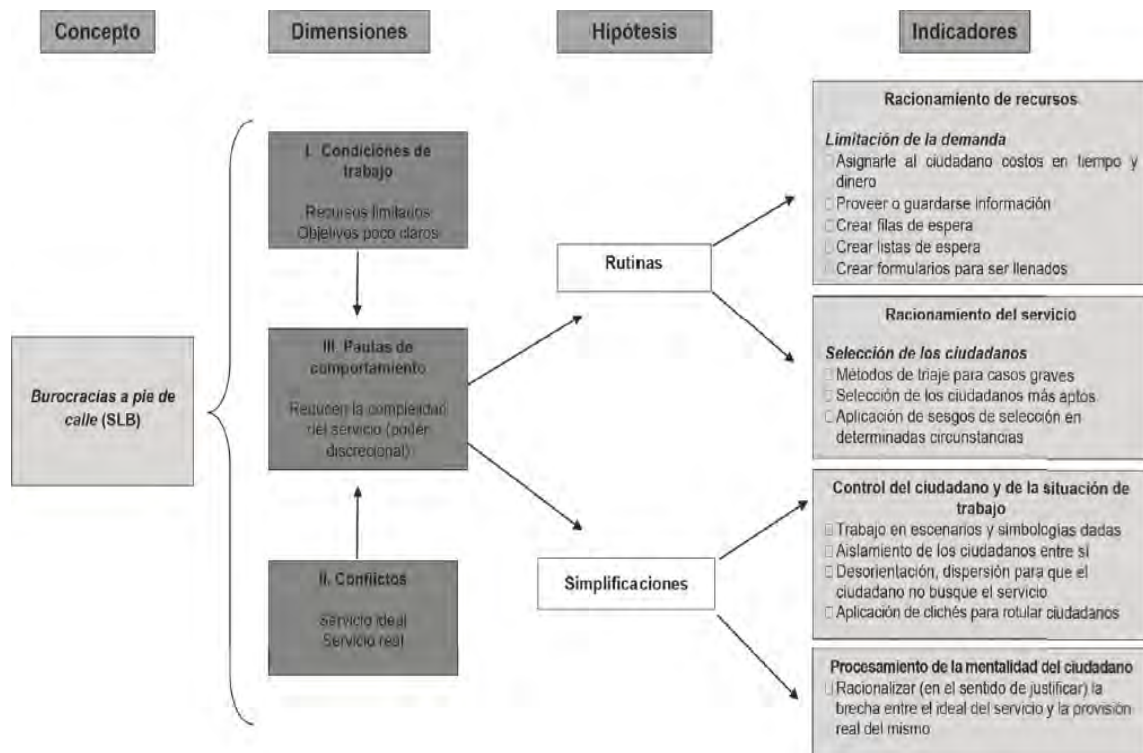 Concepto
Dimensiones
Hipótesis
Indicadores
Burocracias a pie de
calle (SLB)
I. Condiciones de
trabajo
Recursos limitados
Objetivos poco claros
III. Pautas de
comportamiento
Reducen la complejidad
del servicio (poder
discrecional)
II. Conflictos
Servicio ideal
Servicio real
Rutinas
Simplificaciones
Racionamiento de recursos
Limitación de la demanda
Asignarle al ciudadano costos en tiempo y
dinero
Proveer o guardarse información
Crear filas de espera
Crear listas de espera
Crear formularios para ser llenados
Racionamiento del servicio
Selección de los ciudadanos
Métodos de triaje para casos graves
Selección de los ciudadanos más aptos
Aplicación de sesgos de selección en
determinadas circunstancias
Control del ciudadano y de la situación de
trabajo
Trabajo en escenarios y simbologías dadas
Aislamiento de los ciudadanos entre sí
Desorientación, dispersión para que el
ciudadano no busque el servicio
Aplicación de clichés para rotular ciudadanos
Procesamiento de la mentalidad del ciudadano
Racionalizar (en el sentido de justificar) la
brecha entre el ideal del servicio y la provisión
real del mismo